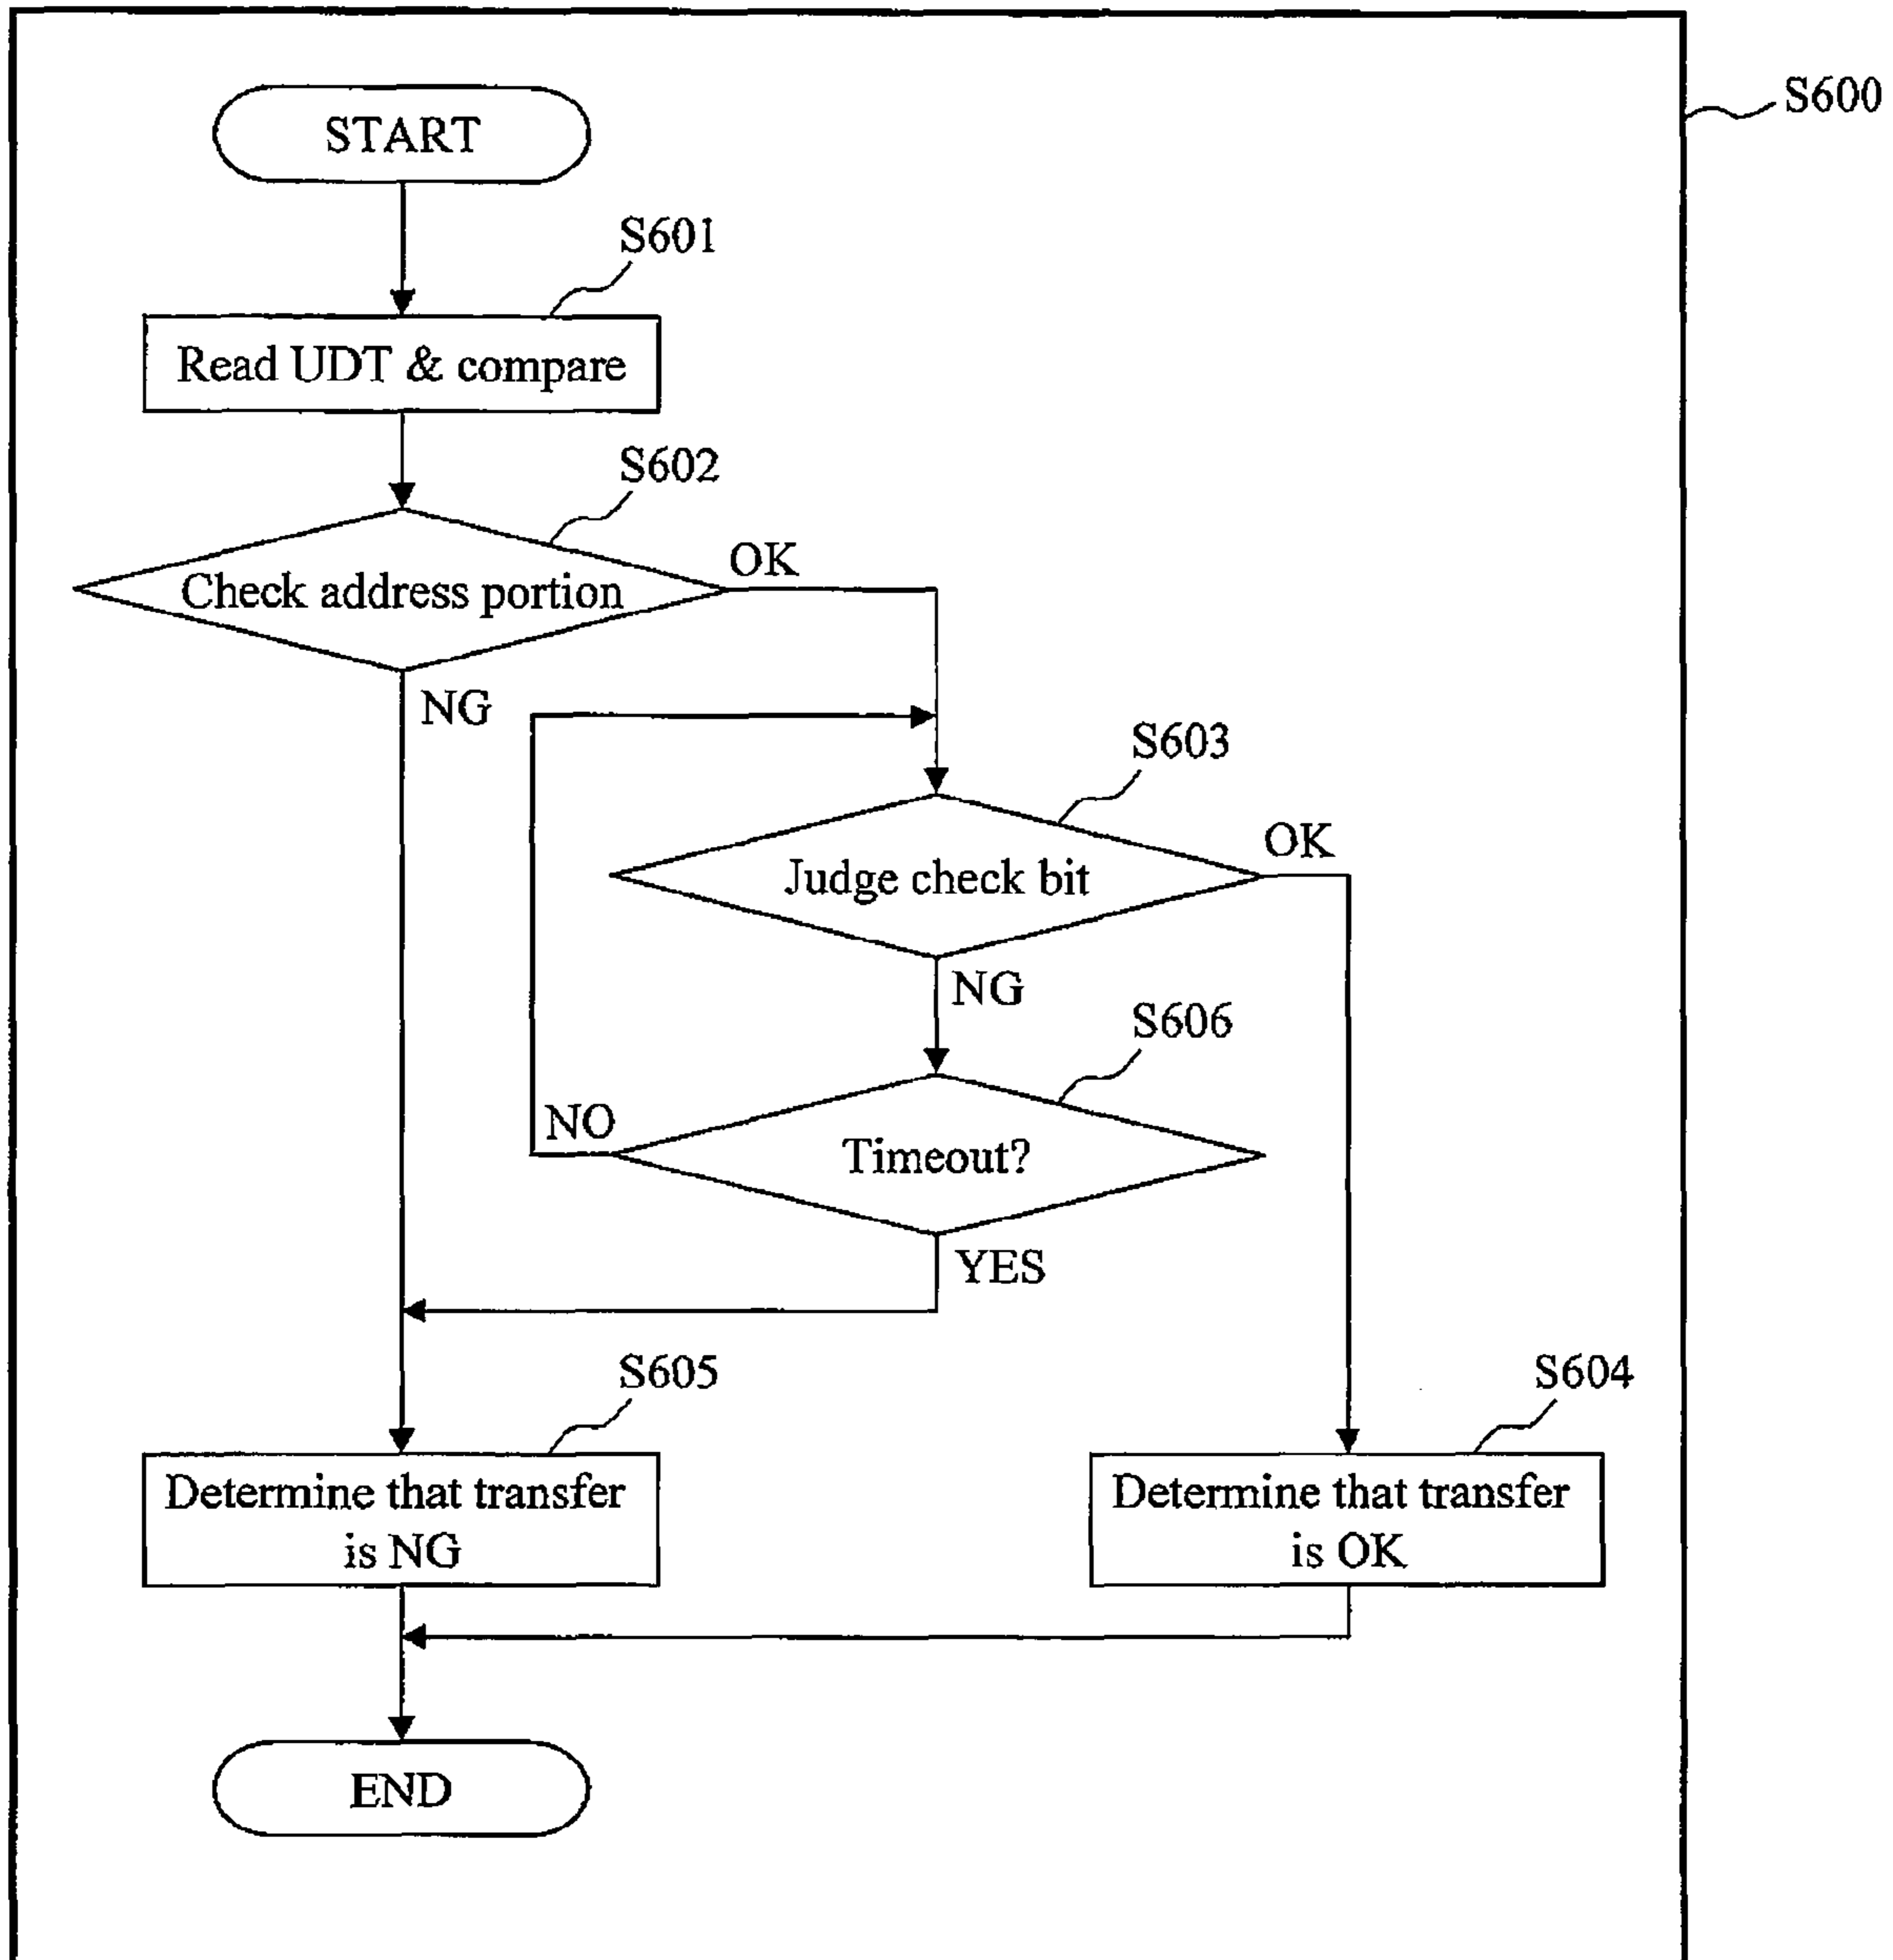 S600
START
S601
Read UDT & compare
S602
Check address portion
OK
NG
S603
Judge check bit
OK
NG
S606
Timeout?
NO
YES
S605
Determine that transfer
is NG
S604
Determine that transfer
is OK
END